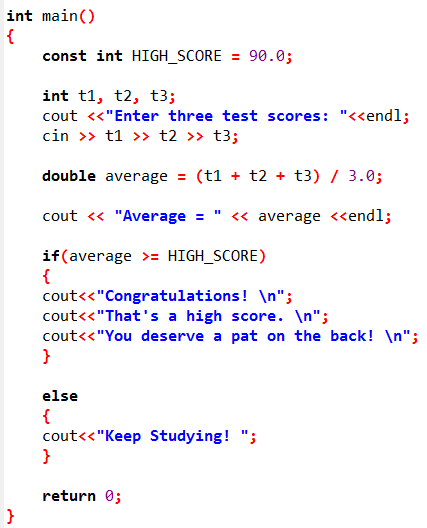 int main()
{
const int HIGH_SCORE = 90.0;
int t1, t2, t3;
cout <<"Enter three test scores: "<<endl;
cin >> t1 >> t2 >> t3;
double average = (t1 + t2 + t3) / 3.0;
cout << "Average = " << average <<endl;
if(average >= HIGH_SCORE)
{
cout<<"Congratulations! \n";
cout<<"That's a high score. \n";
cout<<"You deserve a pat on the back! \n";
}
else
{
cout<<"Keep Studying! ";
}
return 0;
}